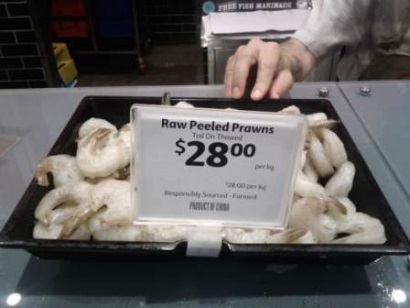 FREE FISH MARINADE
Raw Peeled Prawns
Tail On Thawed
$28 00
per kg
$28.00 per kg
Responsibly Sourced - Farmed
PRODUCT OF CHINA